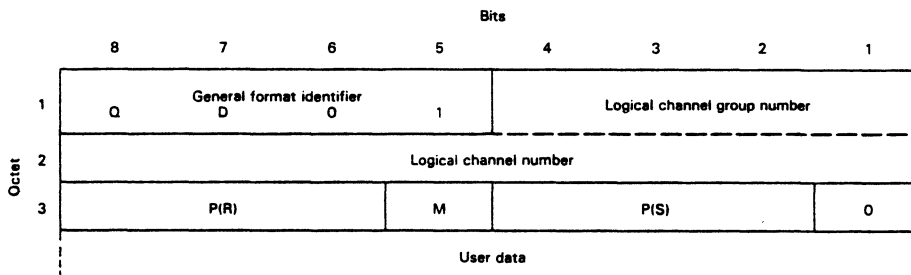 Bits
8 7 6 5 4 3 2 1
Octet
1 General format identifier Logical channel group number
Q D 0 1
2 Logical channel number
3 P(R) M P(S) 0
User data